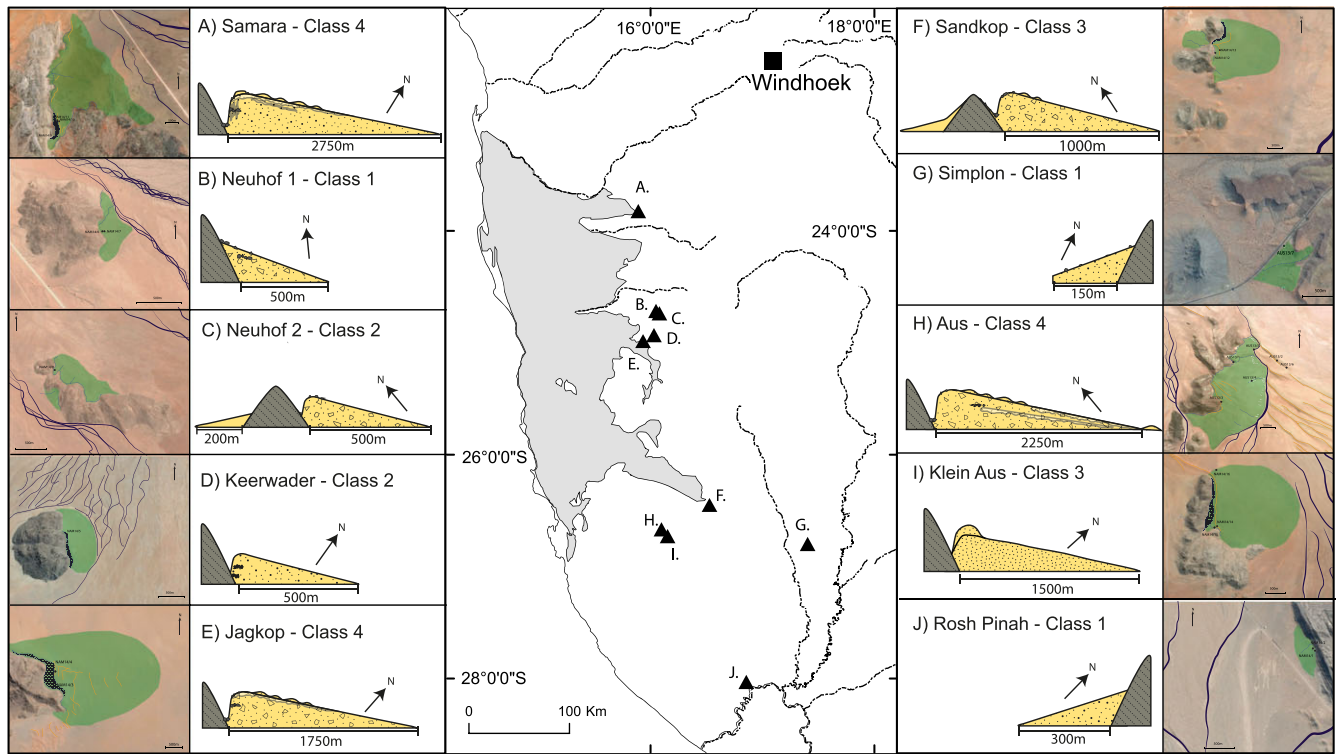 A) Samara - Class 4
N
2750m
B) Neuhof 1 - Class 1
N
500m
C) Neuhof 2 - Class 2
N
200m
500m
D) Keerwader - Class 2
N
500m
E) Jagkop - Class 4
N
1750m
16°0'0"E
18°0'0"E
Windhoek
A.
24°0'0"S
B.
C.
D.
E.
26°0'0"S
F.
G.
H.
I.
28°0'0"S
J.
0
100 Km
F) Sandkop - Class 3
N
1000m
G) Simplon - Class 1
N
150m
H) Aus - Class 4
N
2250m
I) Klein Aus - Class 3
N
1500m
J) Rosh Pinah - Class 1
N
300m